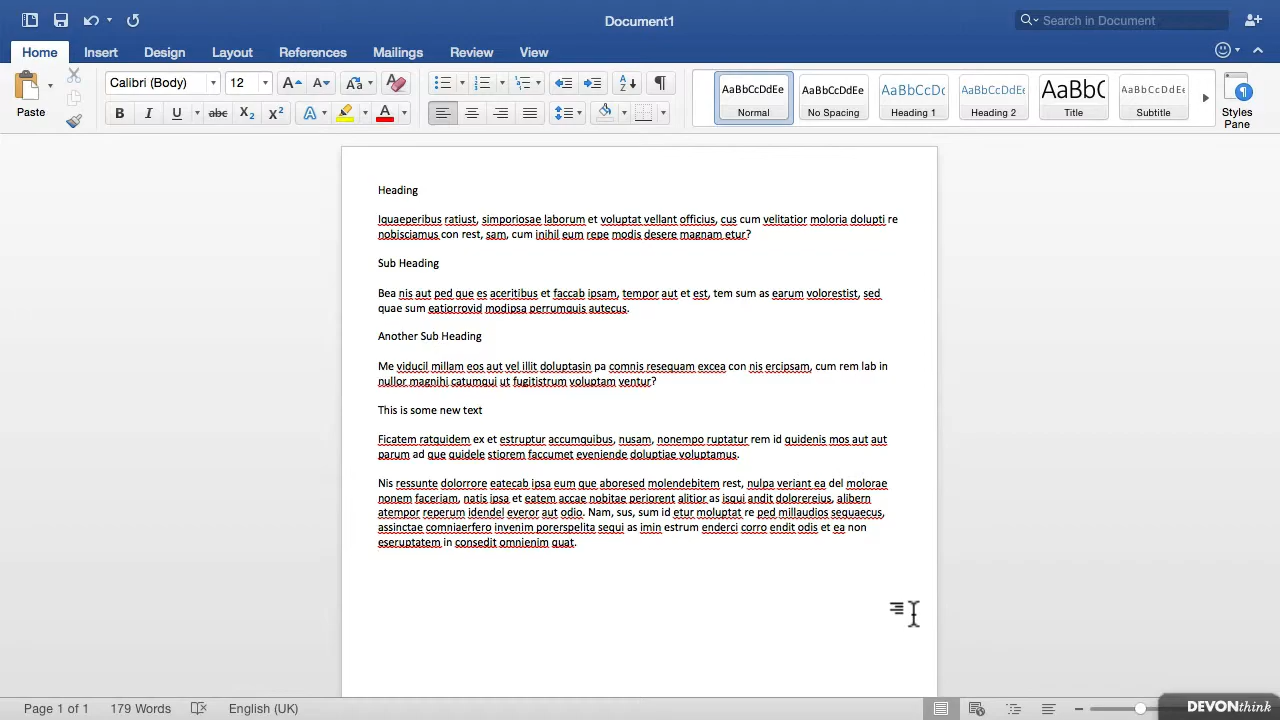 Document1
Search in Document
Home Insert Design Layout References Mailings Review View
Paste
Calibri (Body) 12
A A Aa A
B I U abc X2 X2 A A
AaBbCcDdEe AaBbCcDdEe AaBbCcDc AaBbCcDdEe AaBbC AaBbCcDdEe
Normal No Spacing Heading 1 Heading 2 Title Subtitle
Styles
Pane
Heading
Iquaeperibus ratiust, simporiosae laborum et voluptat vellant officius, cus cum velitatior moloria dolupti re
nobisciamus con rest, sam, cum inihil eum repe modis desere magnam etur?
Sub Heading
Bea nis aut ped que es aceritibus et faccab ipsam, tempor aut et est, tem sum as earum volorestist, sed
quae sum eatiorrovid modipsa perrumquis autecus.
Another Sub Heading
Me viducil millam eos aut vel illit doluptasin pa comnis resequam excea con nis ercipsam, cum rem lab in
nullor magnihi catumqui ut fugitistrum voluptam ventur?
This is some new text
Ficatem ratquidem ex et estruptur accumquibus, nusam, nonempo ruptatur rem id quidenis mos aut aut
parum ad que quidele stiorem faccumet eveniende doluptiae voluptamus.
Nis ressunte dolorrore eatecab ipsa eum que aboresed molendebitem rest, nulpa veriant ea del molorae
nonem faceriam, natis ipsa et eatem accae nobitae periorent alitior as isqui andit dolorereius, alibern
atempor reperum idendel everor aut odio. Nam, sus, sum id etur moluptat re ped millaudios sequaecus,
assinctae comniaerfero invenim porerspelita sequi as imin estrum enderci corro endit odis et ea non
eseruptatem in consedit omnienim quat.
Page 1 of 1 179 Words English (UK)
DEVONthink